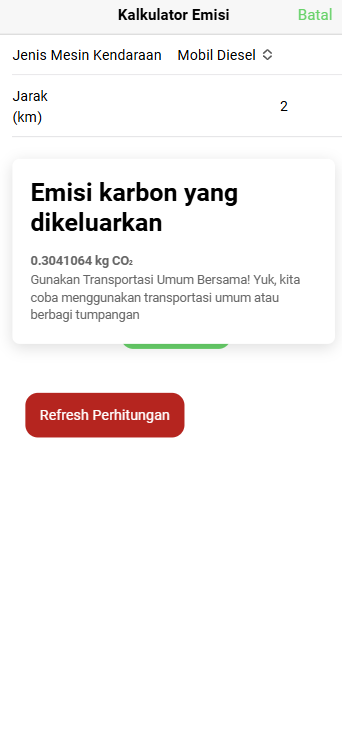 Kalkulator Emisi
Batal
Jenis Mesin Kendaraan
Mobil Diesel
Jarak
(km)
2
Emisi karbon yang
dikeluarkan
0.3041064 kg CO₂
Gunakan Transportasi Umum Bersama! Yuk, kita
coba menggunakan transportasi umum atau
berbagi tumpangan
Refresh Perhitungan